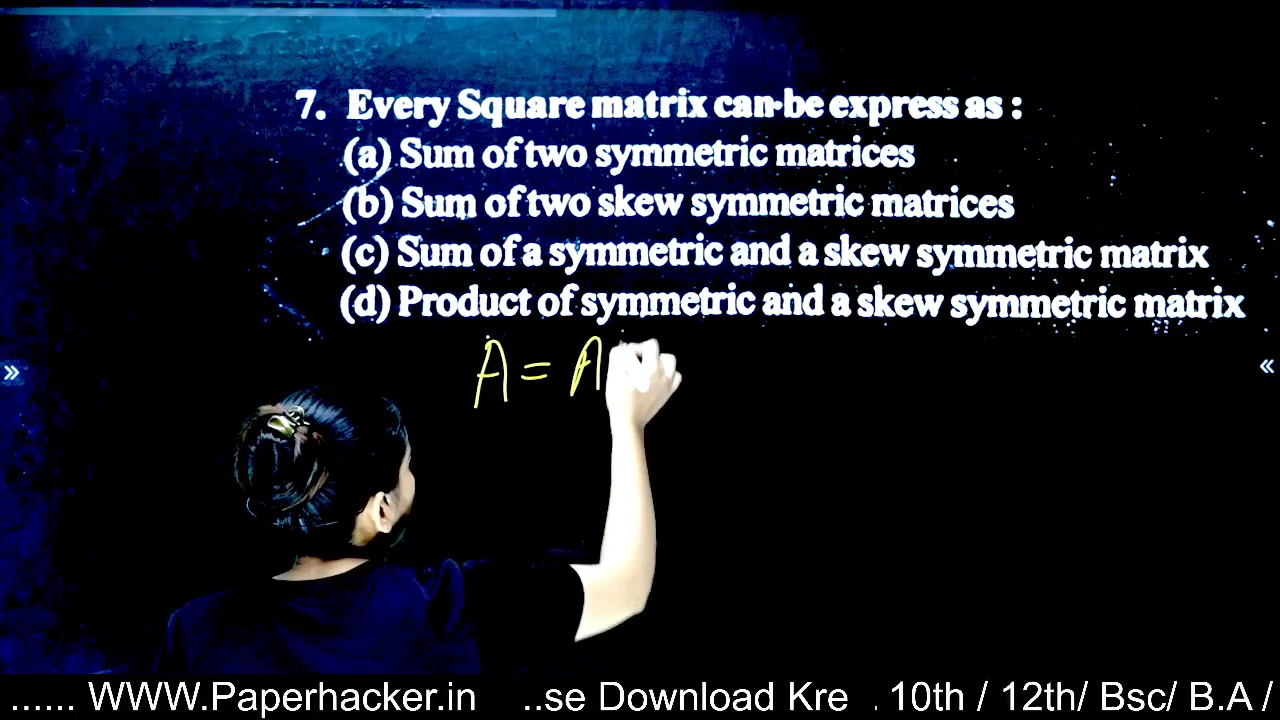 7. Every Square matrix can be express as :
(a) Sum of two symmetric matrices
(b) Sum of two skew symmetric matrices
(c) Sum of a symmetric and a skew symmetric matrix
(d) Product of symmetric and a skew symmetric matrix
A = A
»
«
...... WWW.Paperhacker.in ..se Download Kre . 10th / 12th/ Bsc/ B.A /